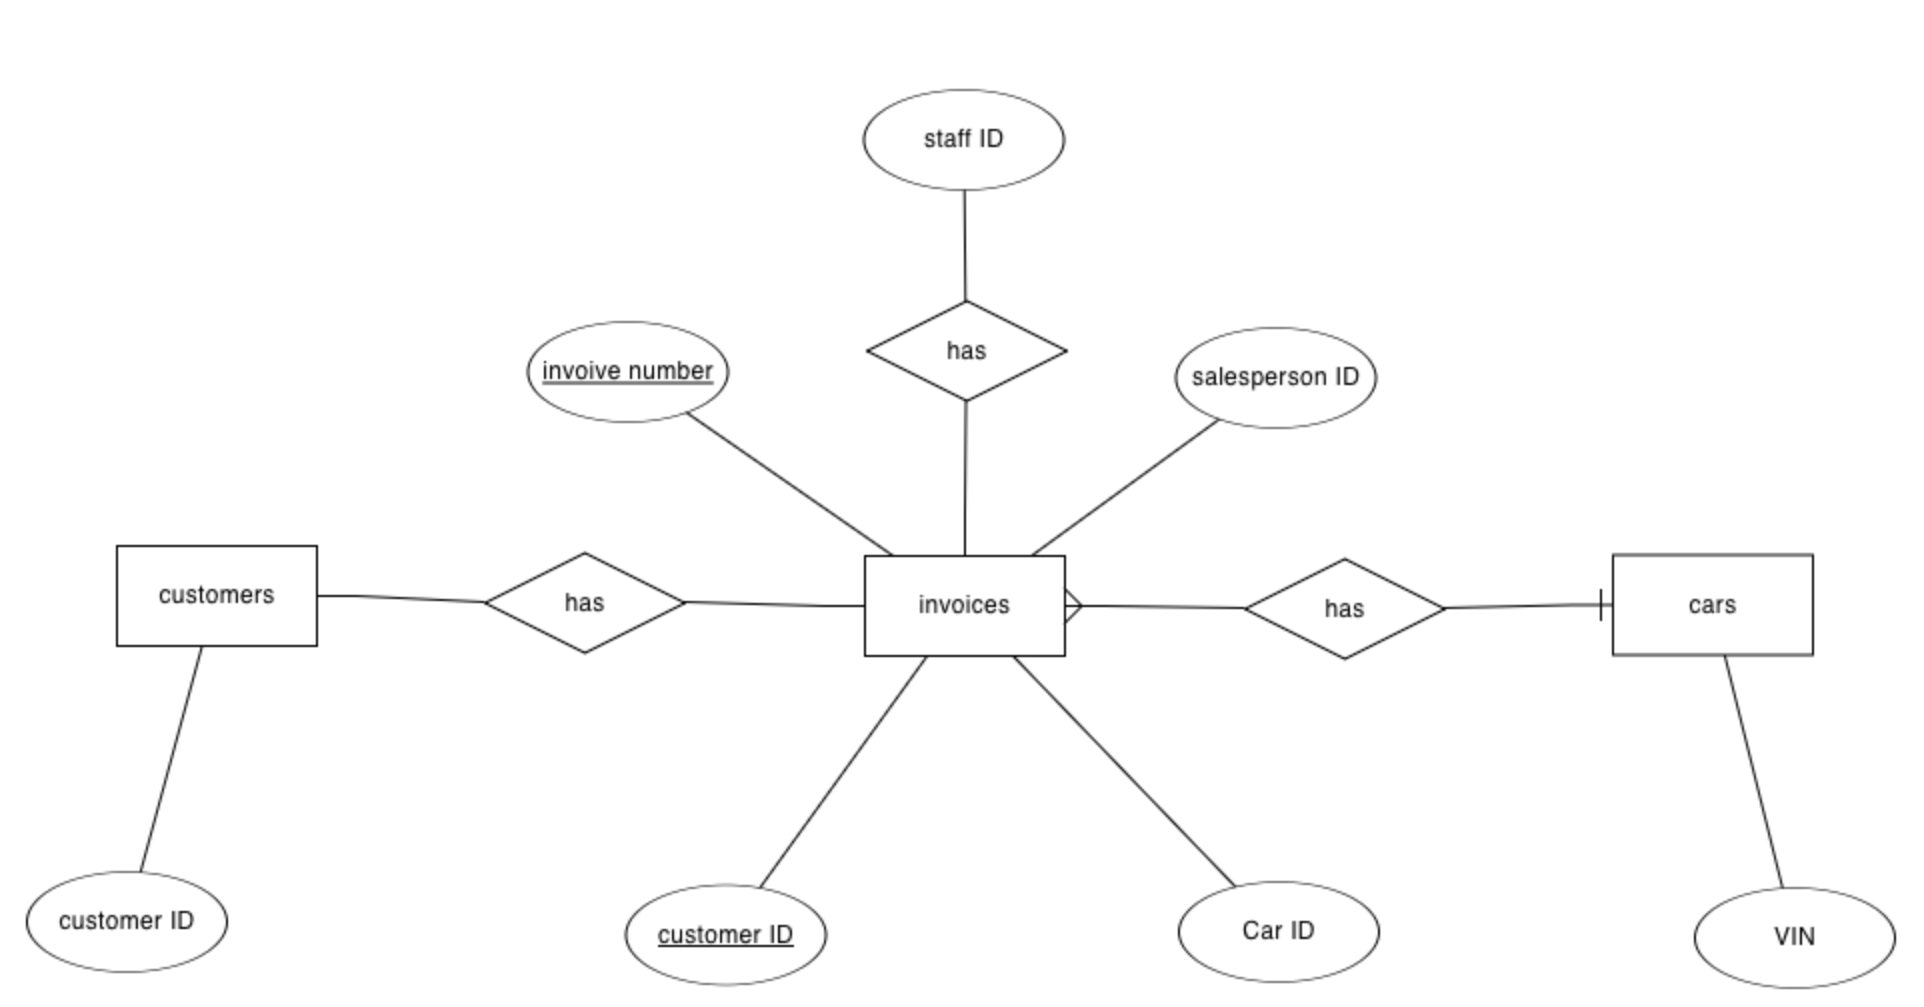 staff ID
has
invoive number
salesperson ID
customers
has
invoices
has
cars
customer ID
customer ID
Car ID
VIN